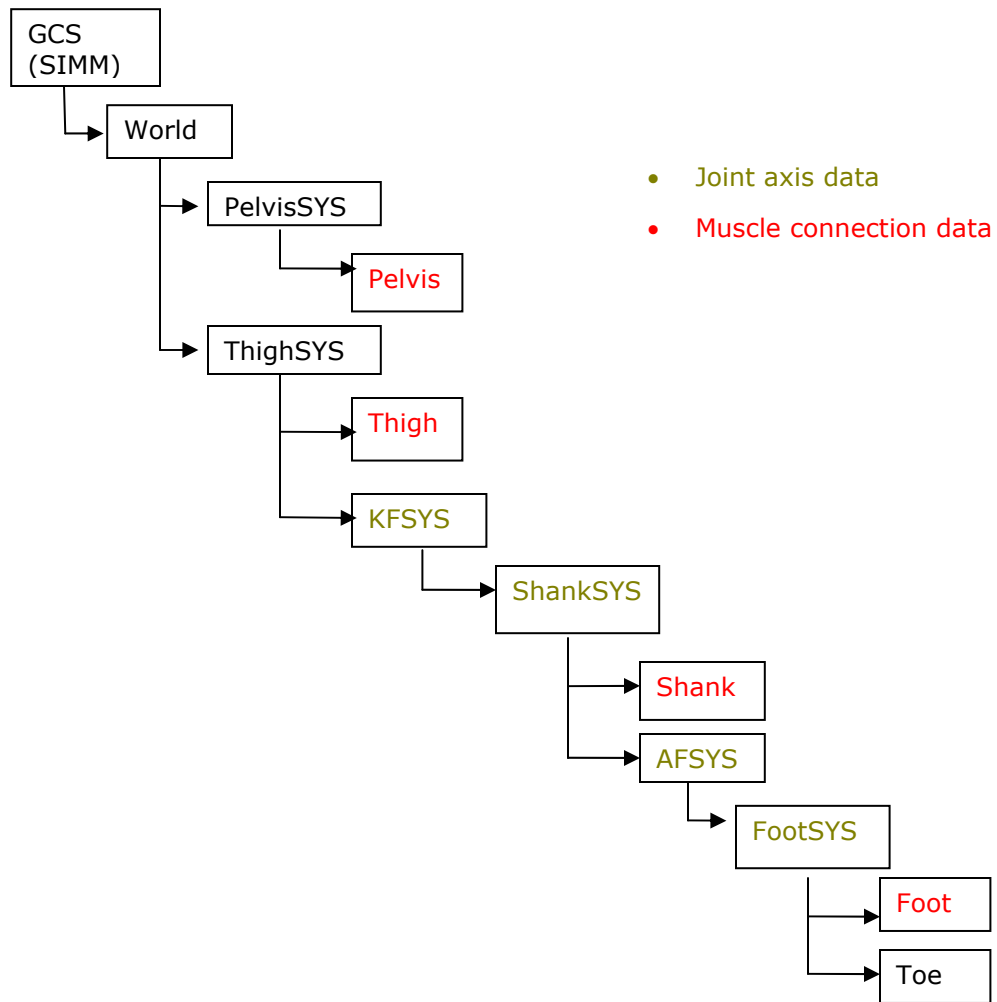 GCS
(SIMM)
World
PelvisSYS
• Joint axis data
• Muscle connection data
Pelvis
ThighSYS
Thigh
KFSYS
ShankSYS
Shank
AFSYS
FootSYS
Foot
Toe